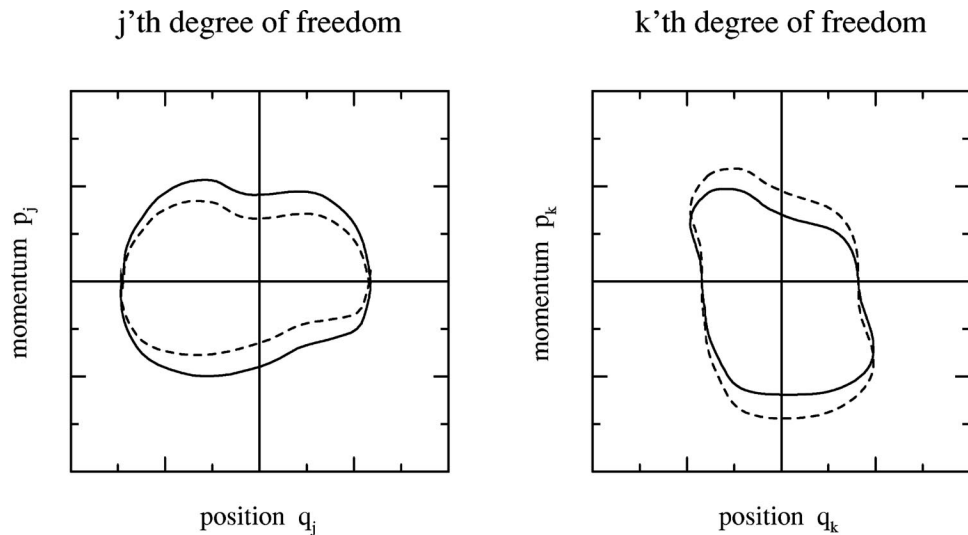 j'th degree of freedom
k'th degree of freedom
momentum p_j
position q_j
momentum p_k
position q_k